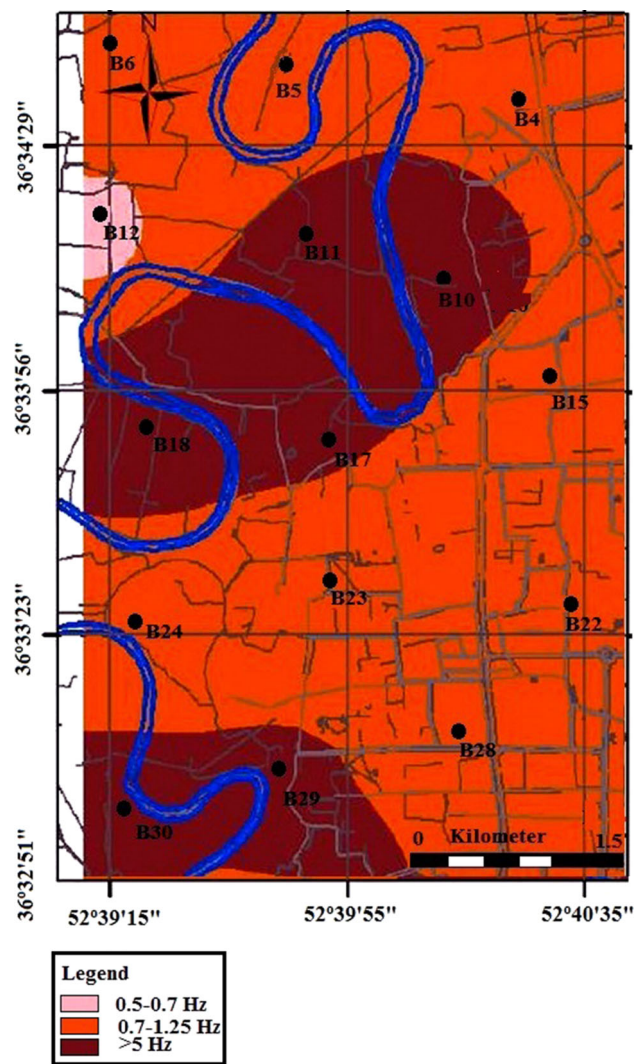 N
B6
B5
B4
36°34'29"
B12
B11
B10
36°33'56"
B15
B18
B17
B23
B22
36°33'23"
B24
B28
B29
B30
0 Kilometer 1.5
36°32'51"
52°39'15" 52°39'55" 52°40'35"
Legend
0.5-0.7 Hz
0.7-1.25 Hz
>5 Hz